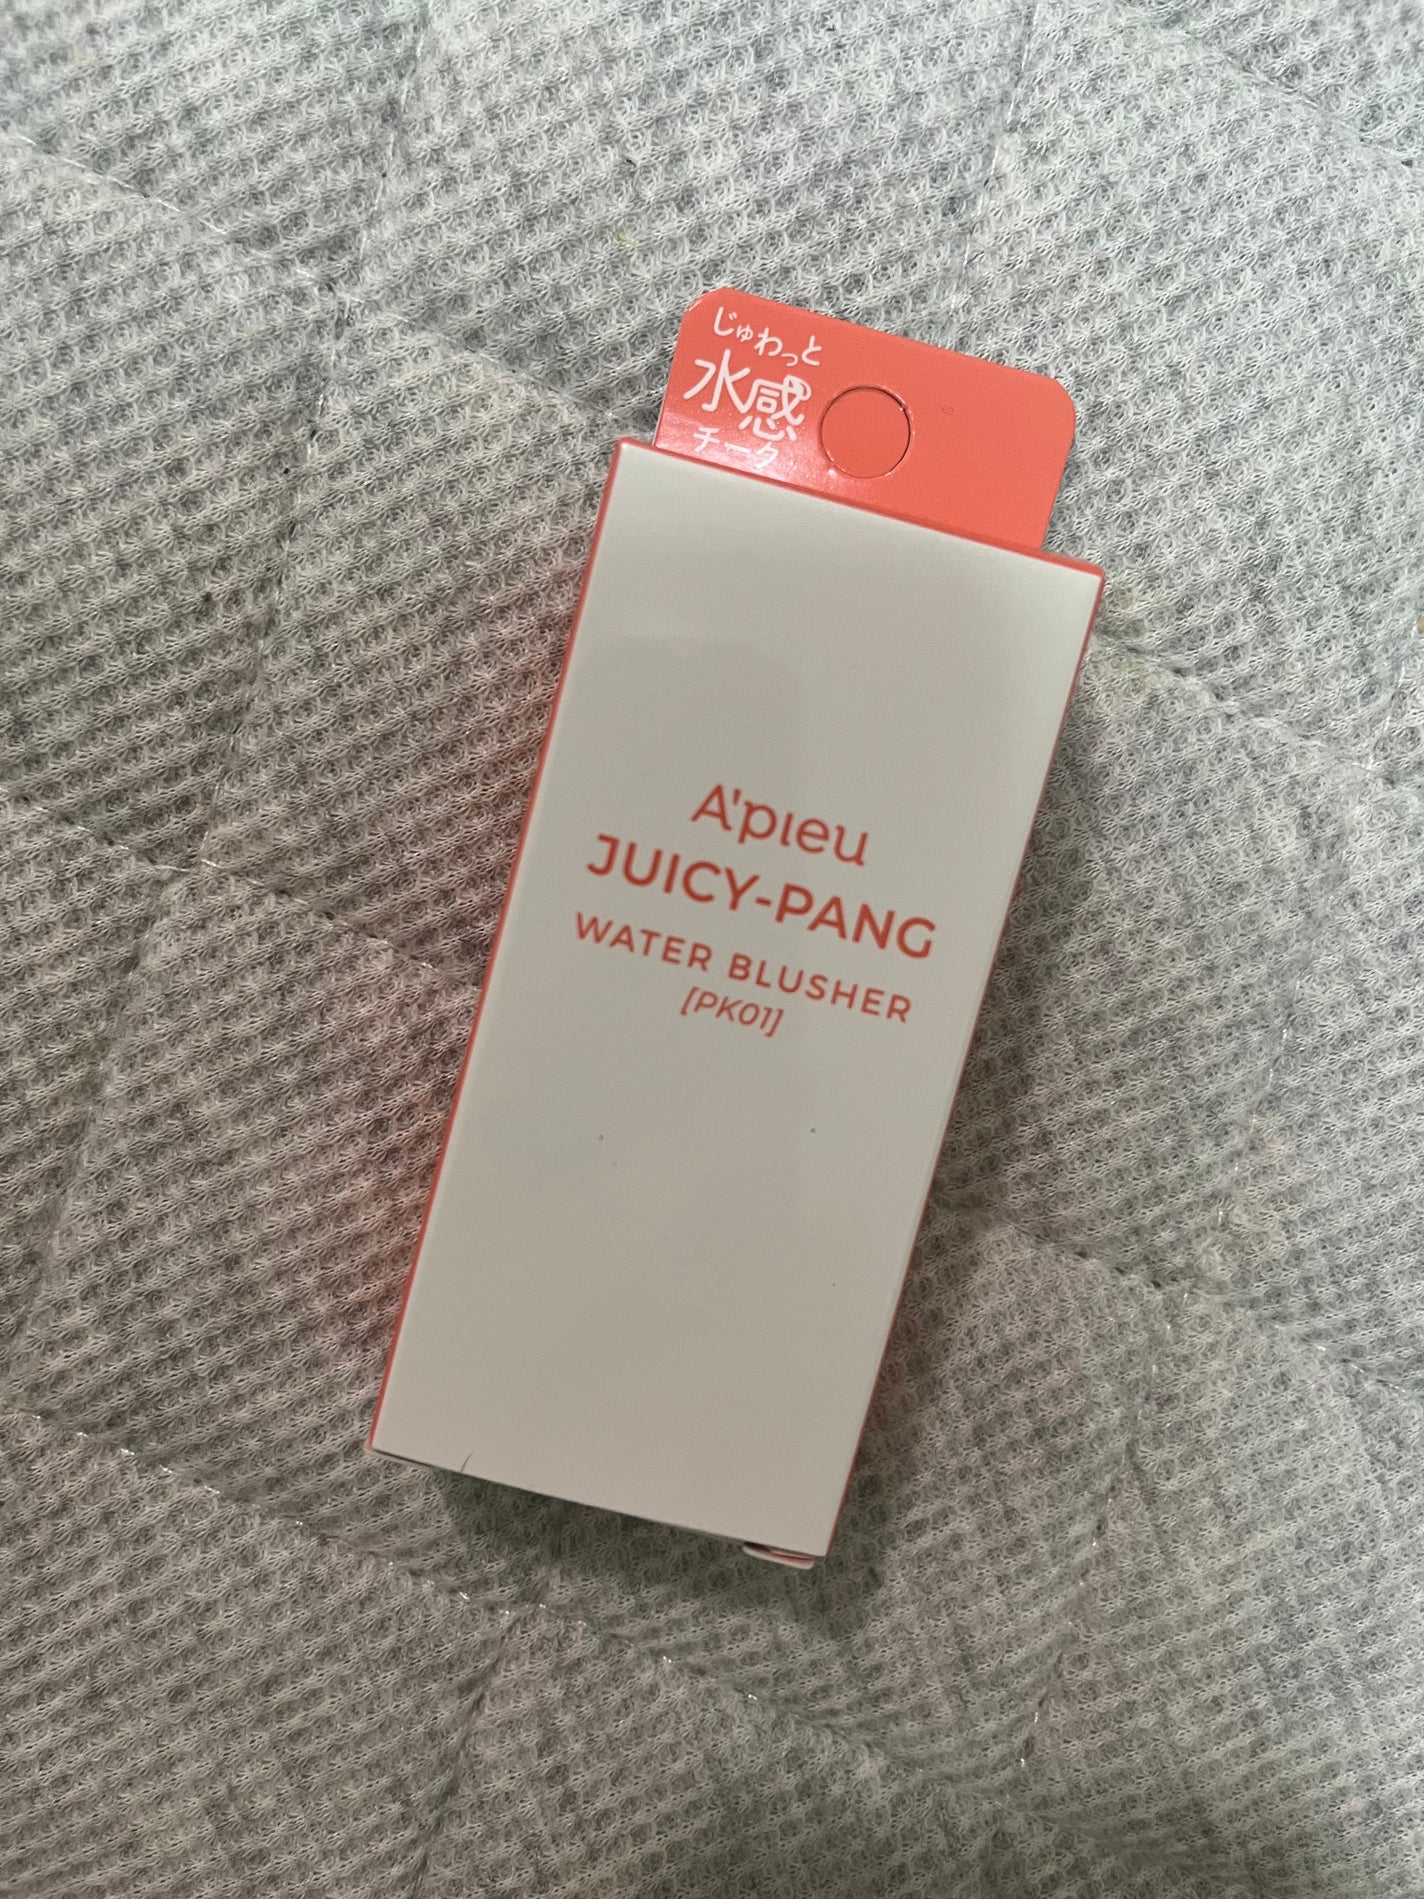 じゅわっと
水感
チーク
A'pieu
JUICY-PANG
WATER BLUSHER
[PK01]